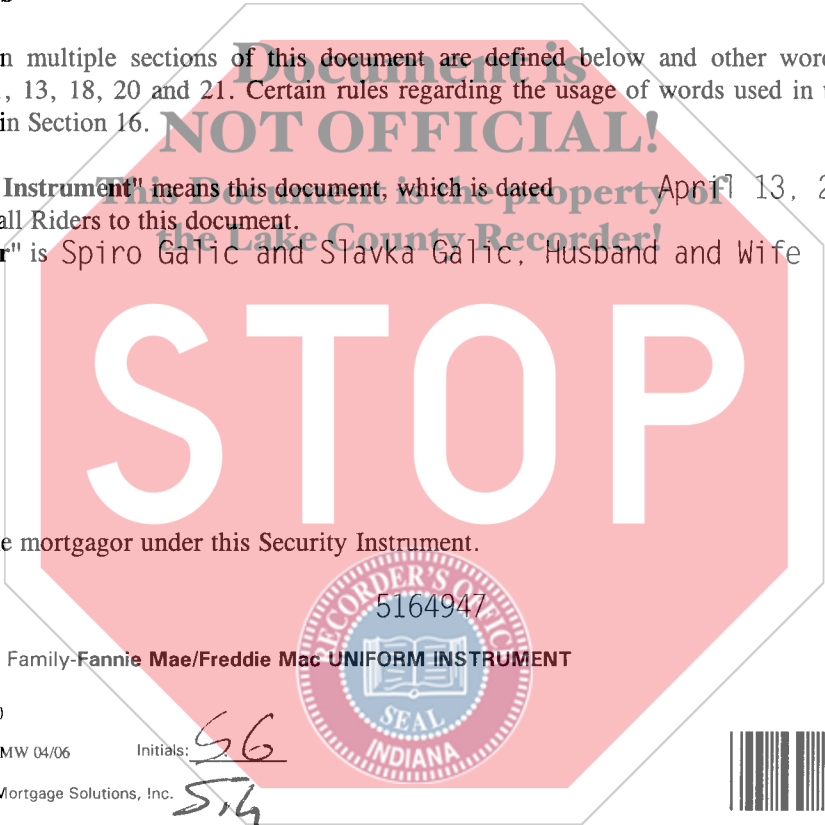 n multiple sections of this document are defined below and other wor
, 13, 18, 20 and 21. Certain rules regarding the usage of words used in
in Section 16.
Document is
NOT OFFICIAL!
This Document is the property of
the Lake County Recorder!
Instrument" means this document, which is dated April 13, 2
all Riders to this document.
r" is Spiro Galic and Slavka Galic, Husband and Wife
STOP
e mortgagor under this Security Instrument.
RECORDER'S OFFICE
5164947
Family-Fannie Mae/Freddie Mac UNIFORM INSTRUMENT
SEAL
INDIANA
MW 04/06 Initials: SG
Mortgage Solutions, Inc.